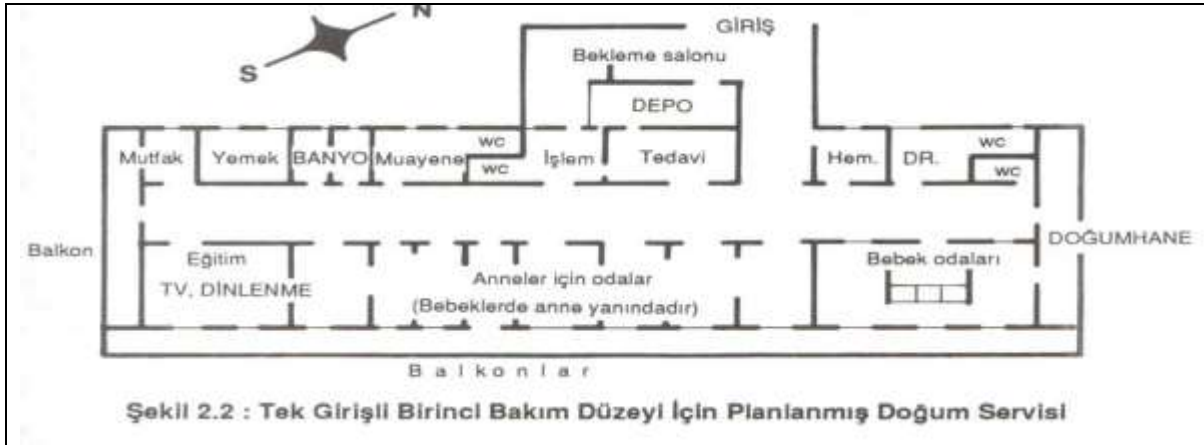 N
S
GİRİŞ
Bekleme salonu
DEPO
Mutfak Yemek BANYO Muayene wc wc İşlem Tedavi Hem. DR. wc wc
Balkon
DOĞUMHANE
Eğitim
TV, DİNLENME
Anneler için odalar
(Bebeklerde anne yanındadır)
Bebek odaları
Balkonlar
Şekil 2.2 : Tek Girişli Birinci Bakım Düzeyi İçin Planlanmış Doğum Servisi